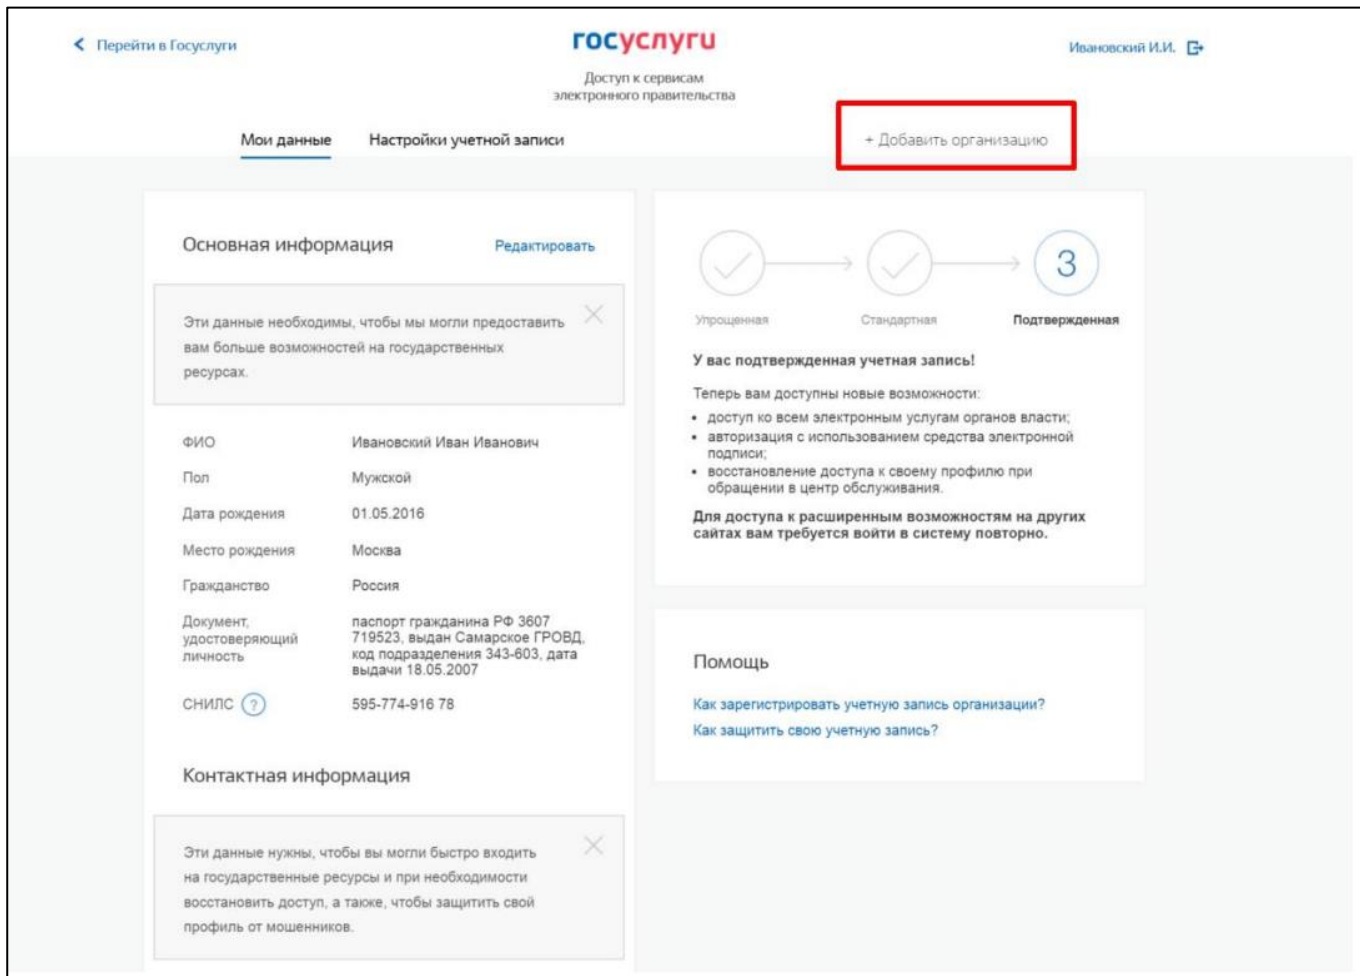 Перейти в Госуслуги
госуслуги
Ивановский И.И.
Доступ к сервисам
электронного правительства
Мои данные
Настройки учетной записи
+ Добавить организацию
Основная информация
Редактировать
Эти данные необходимы, чтобы мы могли предоставить
вам больше возможностей на государственных
ресурсах.
ФИО
Ивановский Иван Иванович
Пол
Мужской
Дата рождения
01.05.2016
Место рождения
Москва
Гражданство
Россия
Документ,
удостоверяющий
личность
паспорт гражданина РФ 3607
719523, выдан Самарское ГРОВД,
код подразделения 343-603, дата
выдачи 18.05.2007
СНИЛС ?
595-774-916 78
Контактная информация
Эти данные нужны, чтобы вы могли быстро входить
на государственные ресурсы и при необходимости
восстановить доступ, а также, чтобы защитить свой
профиль от мошенников.
3
Упрощенная
Стандартная
Подтвержденная
У вас подтвержденная учетная запись!
Теперь вам доступны новые возможности:
• доступ ко всем электронным услугам органов власти;
• авторизация с использованием средства электронной
подписи;
• восстановление доступа к своему профилю при
обращении в центр обслуживания.
Для доступа к расширенным возможностям на других
сайтах вам требуется войти в систему повторно.
Помощь
Как зарегистрировать учетную запись организации?
Как защитить свою учетную запись?